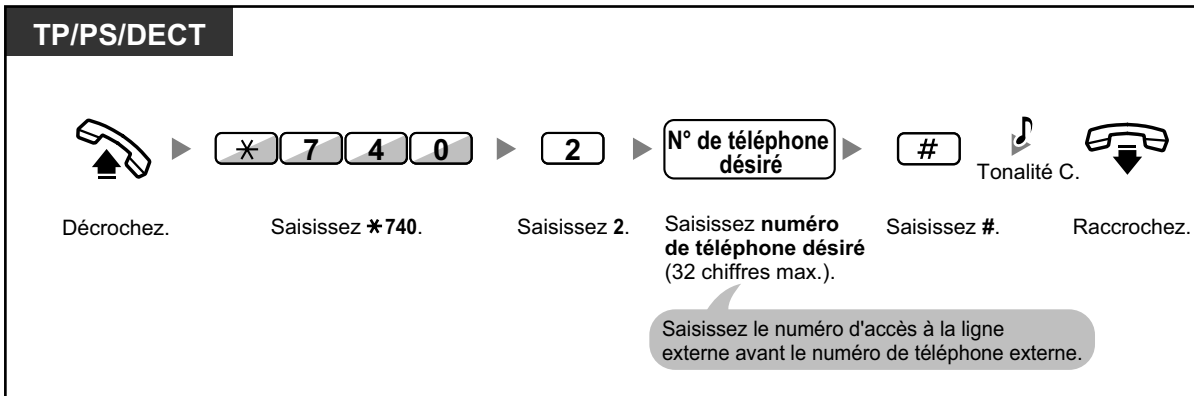 TP/PS/DECT
* 7 4 0
2
N° de téléphone
désiré
#
Tonalité C.
Décrochez.
Saisissez *740.
Saisissez 2.
Saisissez numéro
de téléphone désiré
(32 chiffres max.).
Saisissez #.
Raccrochez.
Saisissez le numéro d'accès à la ligne
externe avant le numéro de téléphone externe.